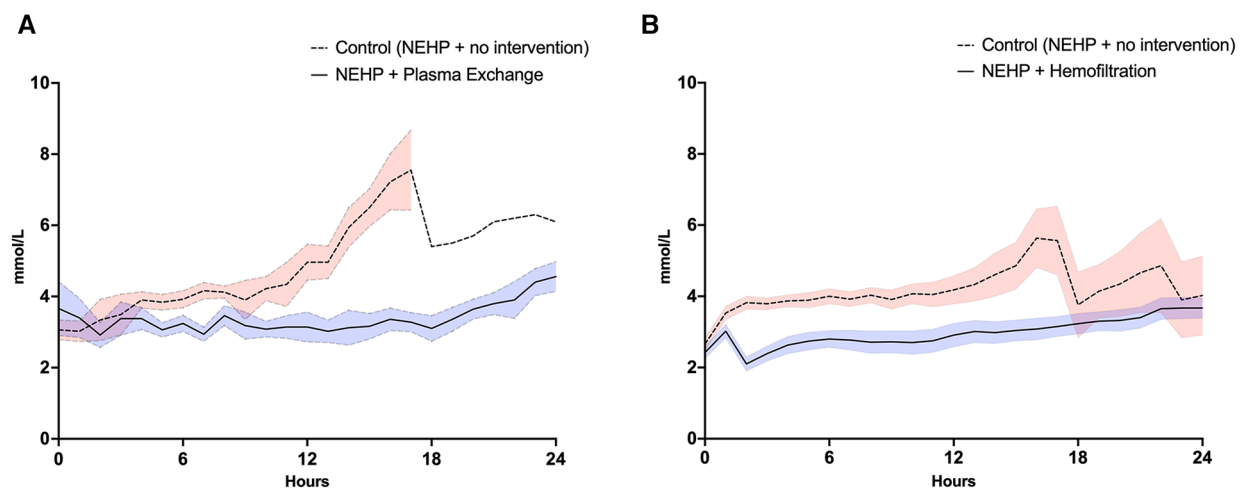 A
Control (NEHP + no intervention)
NEHP + Plasma Exchange
10
8
6
4
2
0
mmol/L
0 6 12 18 24
Hours
B
Control (NEHP + no intervention)
NEHP + Hemofiltration
10
8
6
4
2
0
mmol/L
0 6 12 18 24
Hours